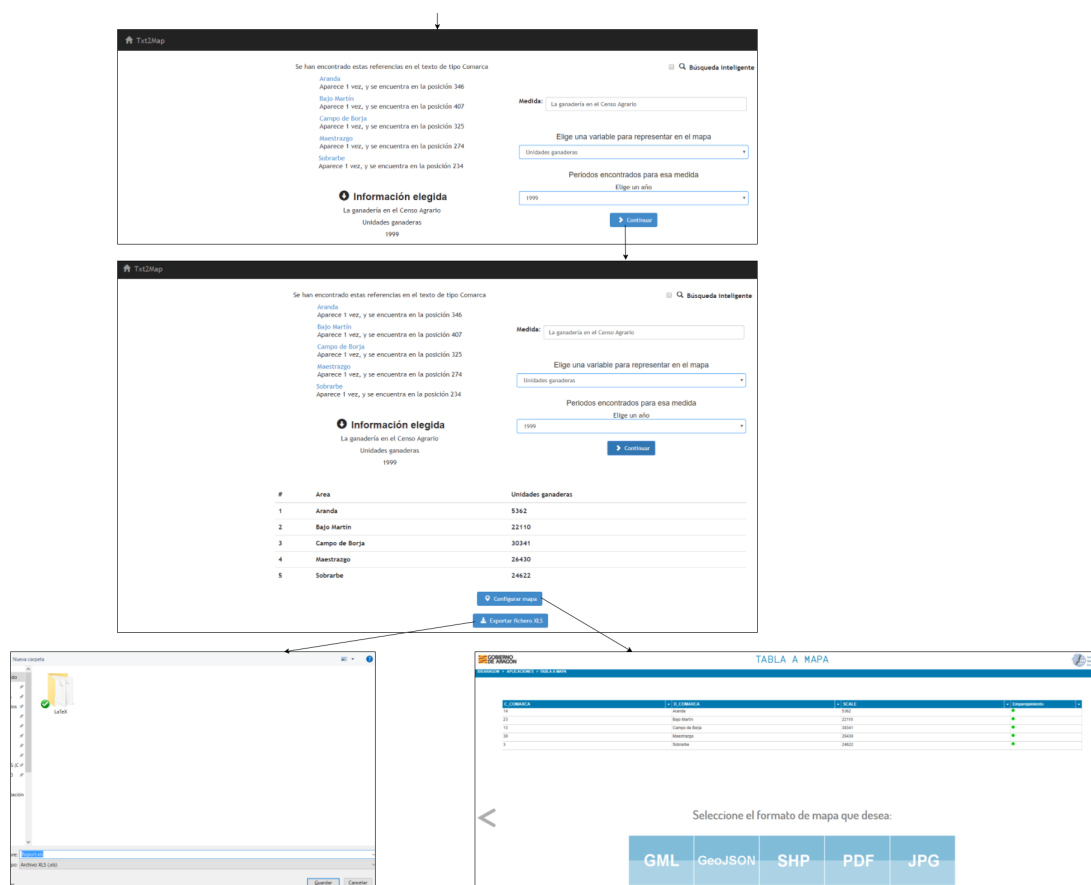 Txt2Map
Se han encontrado estas referencias en el texto de tipo Comarca
Búsqueda inteligente
Aranda
Aparece 1 vez, y se encuentra en la posición 346
Bajo Martín
Aparece 1 vez, y se encuentra en la posición 407
Campo de Borja
Aparece 1 vez, y se encuentra en la posición 325
Maestrazgo
Aparece 1 vez, y se encuentra en la posición 274
Sobrarbe
Aparece 1 vez, y se encuentra en la posición 234
Medida: La ganadería en el Censo Agrario
Elige una variable para representar en el mapa
Unidades ganaderas
Periodos encontrados para esa medida
Elige un año
1999
Continuar
Información elegida
La ganadería en el Censo Agrario
Unidades ganaderas
1999
Txt2Map
Se han encontrado estas referencias en el texto de tipo Comarca
Búsqueda inteligente
Aranda
Aparece 1 vez, y se encuentra en la posición 346
Bajo Martín
Aparece 1 vez, y se encuentra en la posición 407
Campo de Borja
Aparece 1 vez, y se encuentra en la posición 325
Maestrazgo
Aparece 1 vez, y se encuentra en la posición 274
Sobrarbe
Aparece 1 vez, y se encuentra en la posición 234
Medida: La ganadería en el Censo Agrario
Elige una variable para representar en el mapa
Unidades ganaderas
Periodos encontrados para esa medida
Elige un año
1999
Continuar
Información elegida
La ganadería en el Censo Agrario
Unidades ganaderas
1999
# Area Unidades ganaderas
1 Aranda 5362
2 Bajo Martín 22110
3 Campo de Borja 30341
4 Maestrazgo 26430
5 Sobrarbe 24622
Configurar mapa
Exportar fichero XLS
Nueva carpeta
LaTeX
Archivo XLS (.xls)
Guardar Cancelar
GOBIERNO
DE ARAGON
TABLA A MAPA
IDEARAGON > APLICACIONES > TABLA A MAPA
C_COMARCA D_COMARCA SCALE Emparejamiento
14 Aranda 5362
23 Bajo Martín 22110
13 Campo de Borja 30341
30 Maestrazgo 26430
3 Sobrarbe 24622
Seleccione el formato de mapa que desea:
<
GML GeoJSON SHP PDF JPG